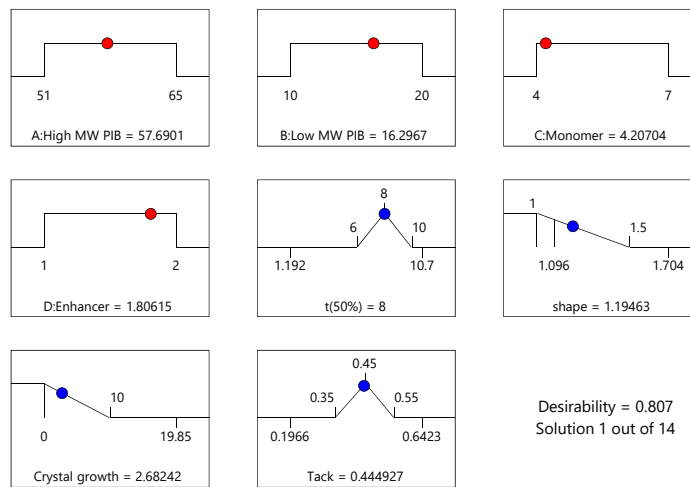 51
65
A:High MW PIB = 57.6901
10
20
B:Low MW PIB = 16.2967
4
7
C:Monomer = 4.20704
1
2
D:Enhancer = 1.80615
8
6
10
1.192
10.7
t(50%) = 8
1
1.5
1.096
1.704
shape = 1.19463
10
0
19.85
Crystal growth = 2.68242
0.45
0.35
0.55
0.1966
0.6423
Tack = 0.444927
Desirability = 0.807
Solution 1 out of 14